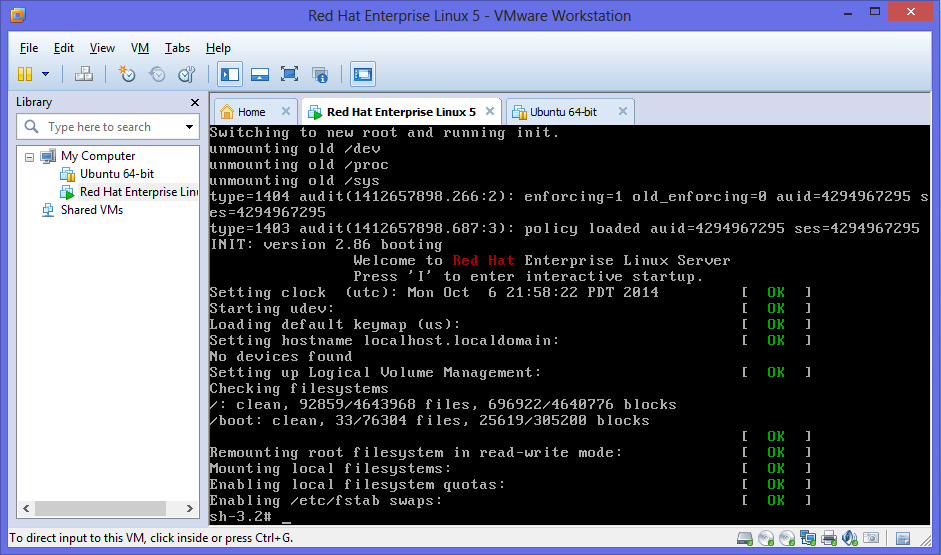 Red Hat Enterprise Linux 5 - VMware Workstation
File Edit View VM Tabs Help
Library
Type here to search
My Computer
Ubuntu 64-bit
Red Hat Enterprise Linu
Shared VMs
Home Red Hat Enterprise Linux 5 Ubuntu 64-bit
Switching to new root and running init.
unmounting old /dev
unmounting old /proc
unmounting old /sys
type=1404 audit(1412657898.266:2): enforcing=1 old_enforcing=0 auid=4294967295 s
es=4294967295
type=1403 audit(1412657898.687:3): policy loaded auid=4294967295 ses=4294967295
INIT: version 2.86 booting
Welcome to Red Hat Enterprise Linux Server
Press 'I' to enter interactive startup.
Setting clock  (utc): Mon Oct  6 21:58:22 PDT 2014 [  OK  ]
Starting udev: [  OK  ]
Loading default keymap (us): [  OK  ]
Setting hostname localhost.localdomain: [  OK  ]
No devices found
Setting up Logical Volume Management: [  OK  ]
Checking filesystems
/: clean, 92859/4643968 files, 696922/4640776 blocks
/boot: clean, 33/76304 files, 25619/305200 blocks
[  OK  ]
Remounting root filesystem in read-write mode: [  OK  ]
Mounting local filesystems: [  OK  ]
Enabling local filesystem quotas: [  OK  ]
Enabling /etc/fstab swaps: [  OK  ]
sh-3.2# _
To direct input to this VM, click inside or press Ctrl+G.